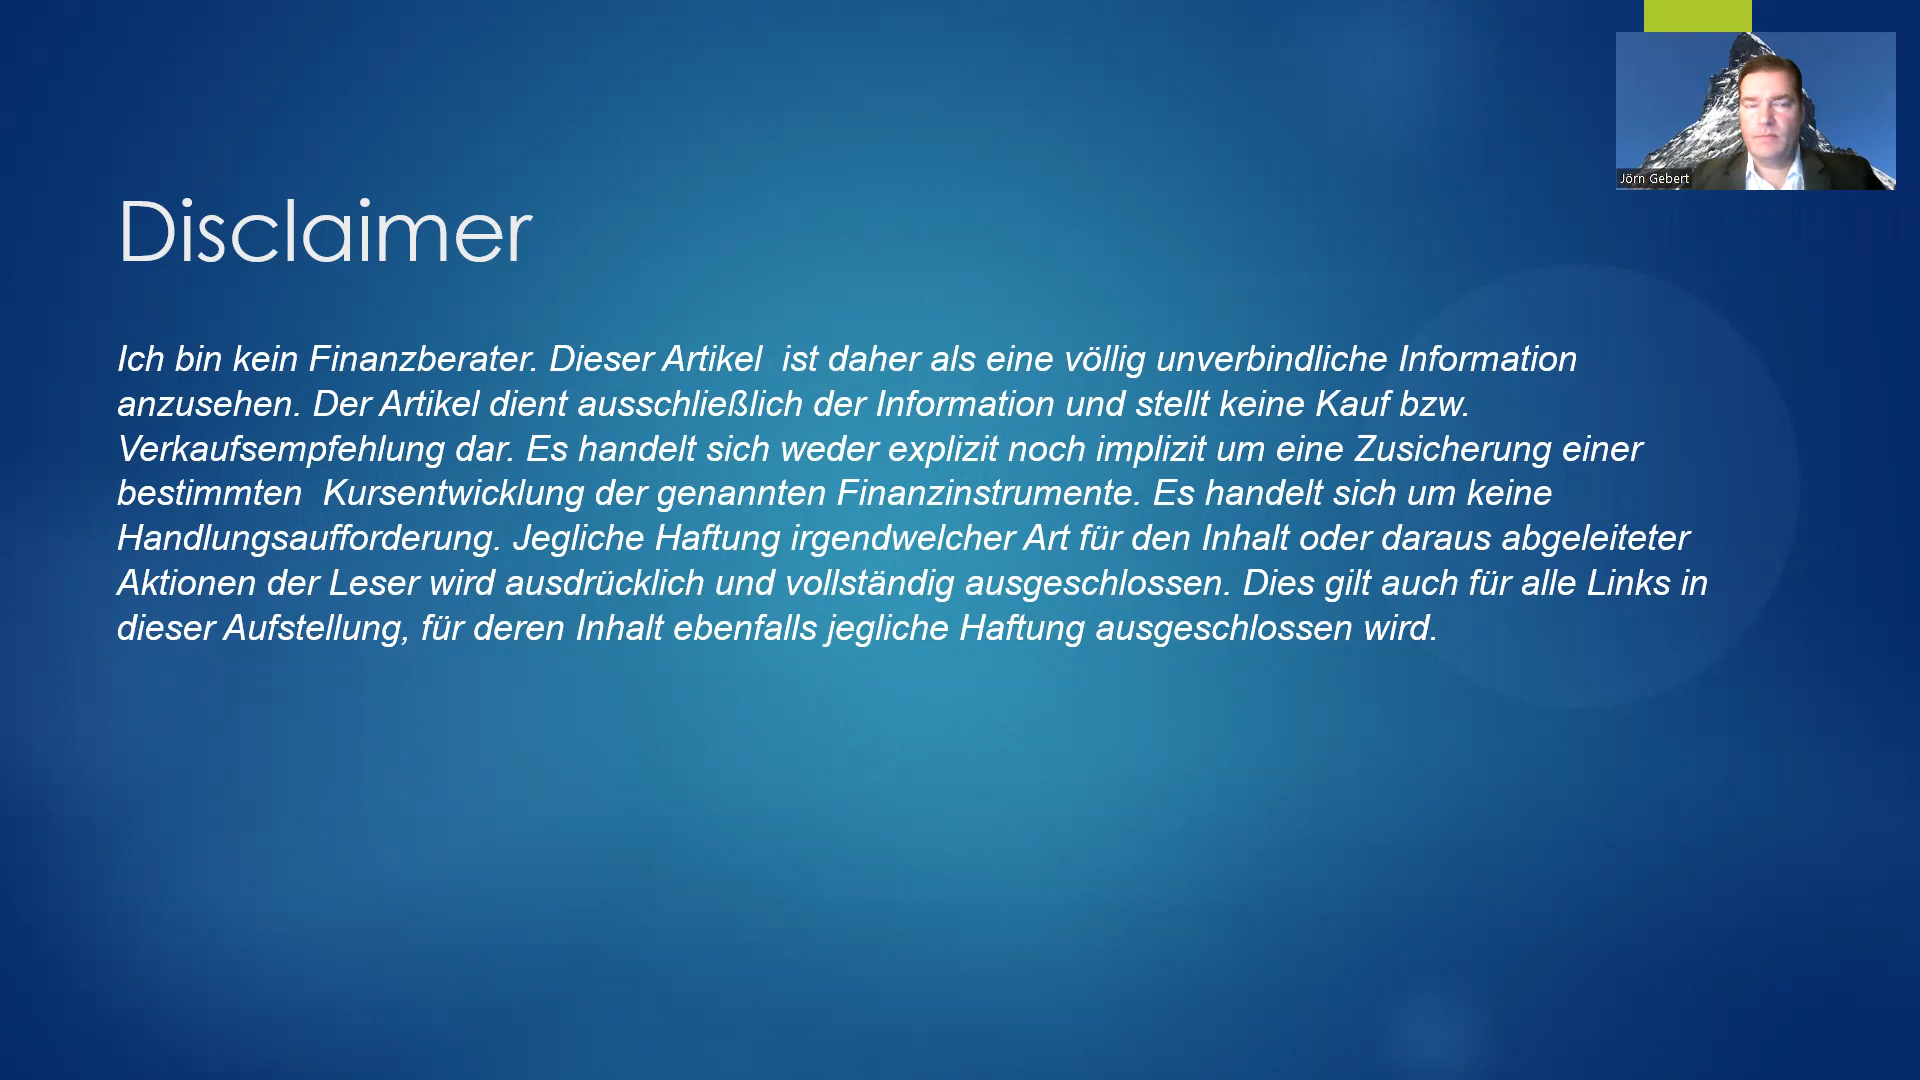 Jörn Gebert
Disclaimer
Ich bin kein Finanzberater. Dieser Artikel  ist daher als eine völlig unverbindliche Information
anzusehen. Der Artikel dient ausschließlich der Information und stellt keine Kauf bzw.
Verkaufsempfehlung dar. Es handelt sich weder explizit noch implizit um eine Zusicherung einer
bestimmten  Kursentwicklung der genannten Finanzinstrumente. Es handelt sich um keine
Handlungsaufforderung. Jegliche Haftung irgendwelcher Art für den Inhalt oder daraus abgeleiteter
Aktionen der Leser wird ausdrücklich und vollständig ausgeschlossen. Dies gilt auch für alle Links in
dieser Aufstellung, für deren Inhalt ebenfalls jegliche Haftung ausgeschlossen wird.